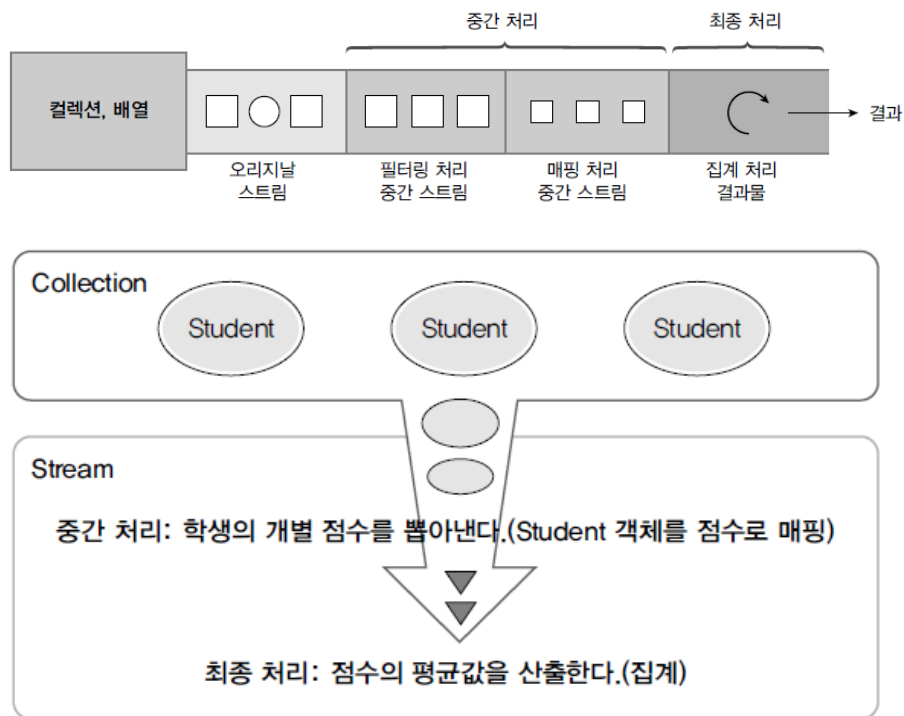 중간 처리
최종 처리
컬렉션, 배열
결과
오리지날
스트림
필터링 처리
중간 스트림
매핑 처리
중간 스트림
집계 처리
결과물
Collection
Student
Student
Student
Stream
중간 처리: 학생의 개별 점수를 뽑아낸다.(Student 객체를 점수로 매핑)
최종 처리: 점수의 평균값을 산출한다.(집계)